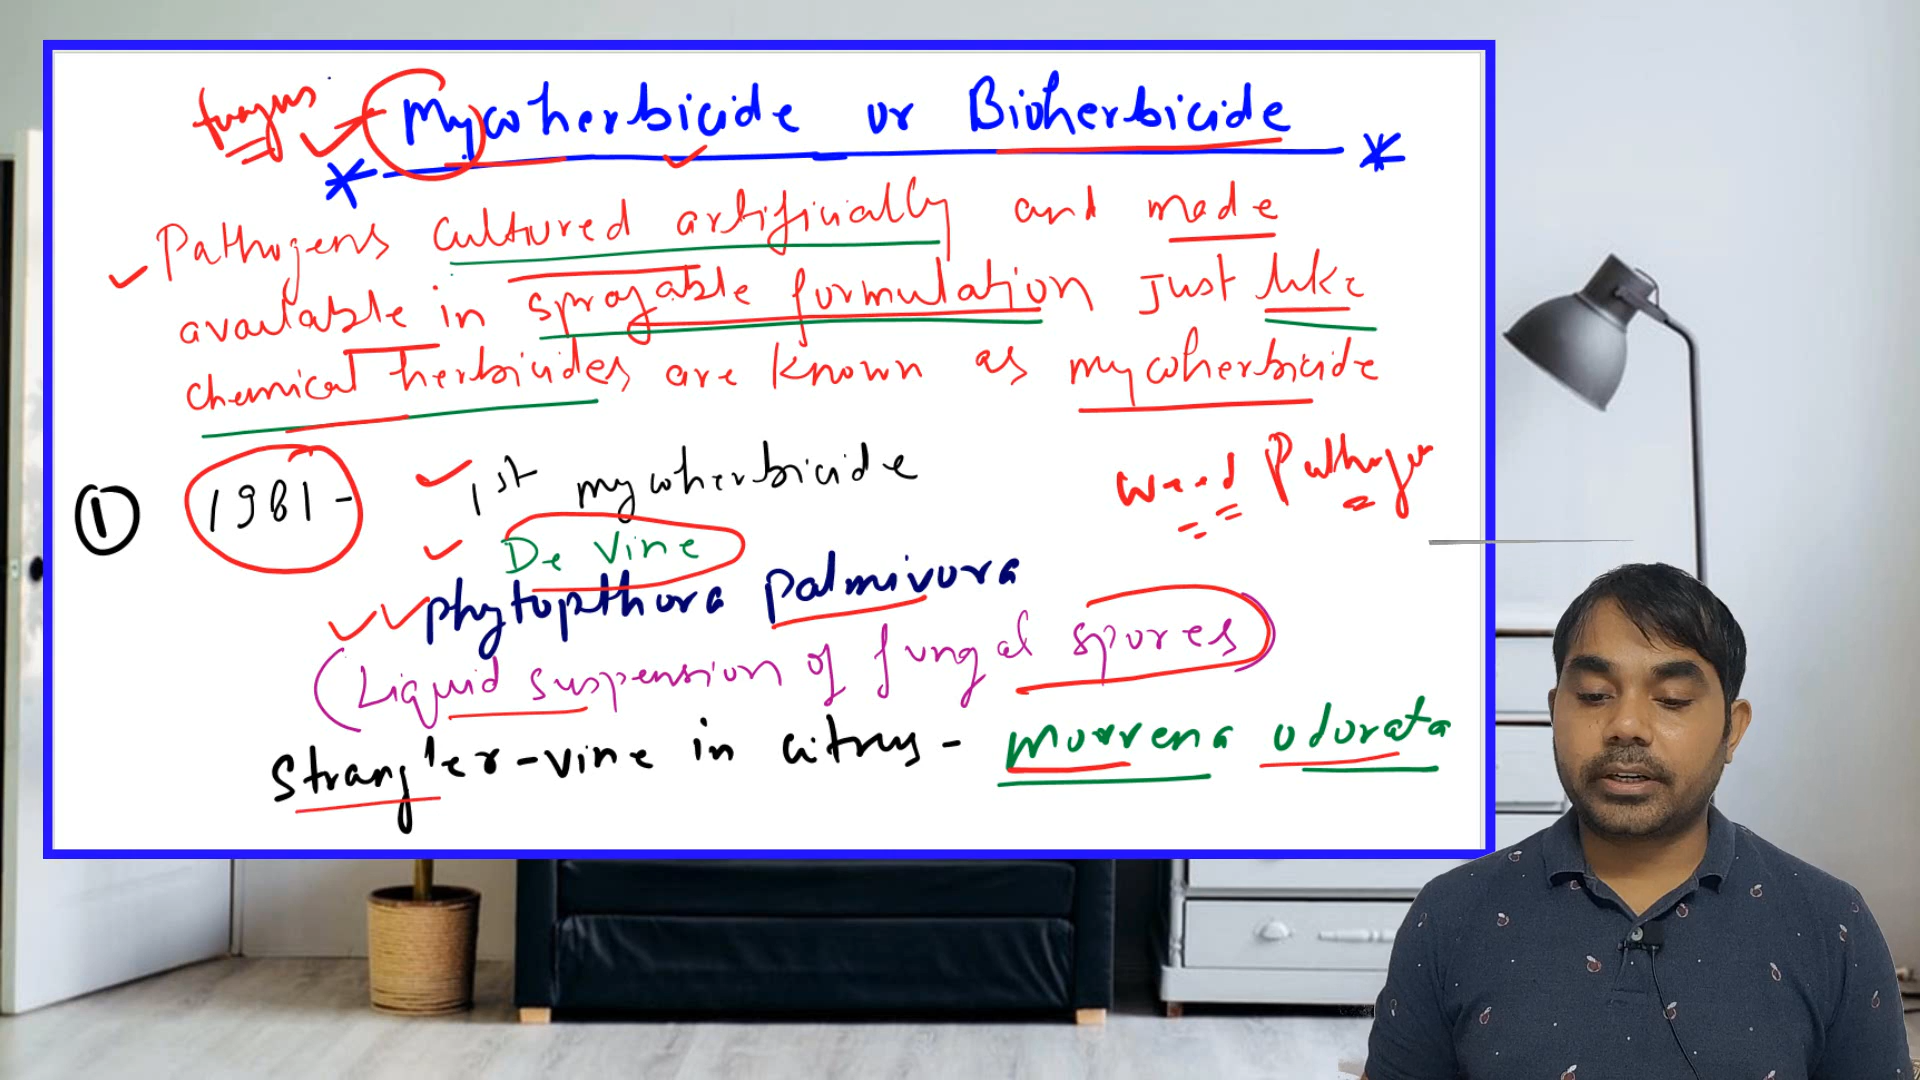 fungus
Mycoherbicide or Bioherbicide
Pathogens cultured artificially and made
available in sprayable formulation Just like
chemical herbicides are known as mycoherbicide
① 1981 - 1st mycoherbicide
weed Pathogen
De Vine
phytopthora palmivora
(Liquid suspension of fungal spores)
Strangler-vine in citrus - Morrena odorata